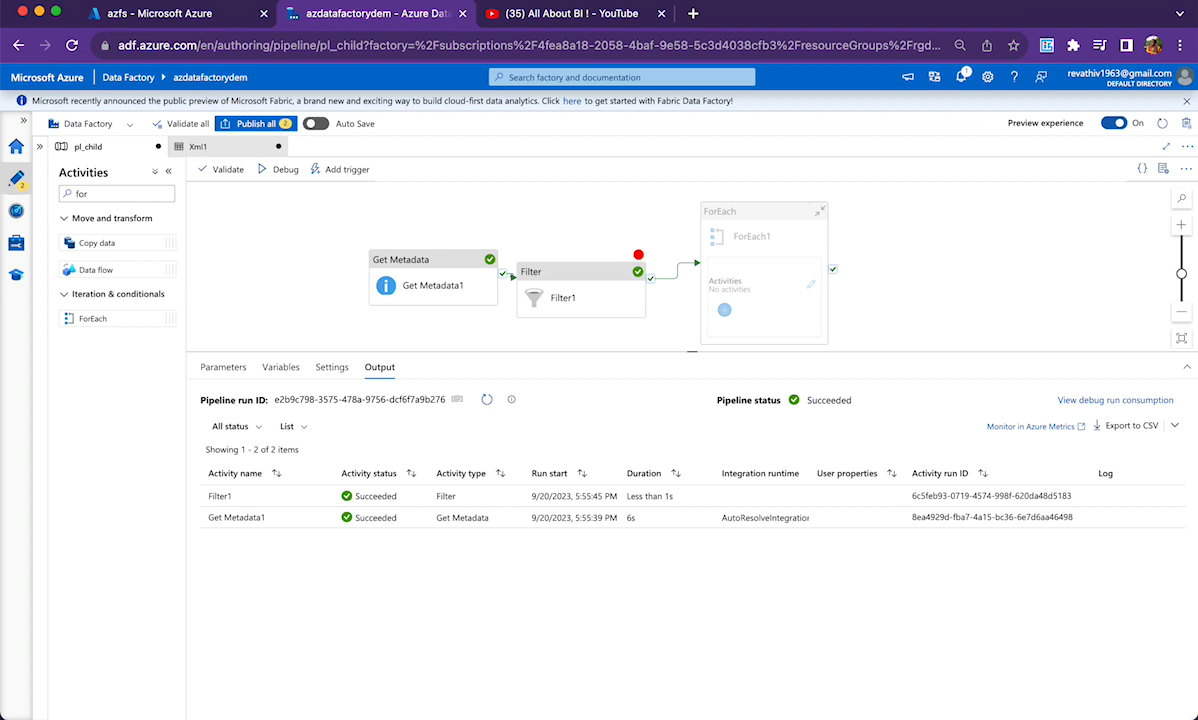 azfs - Microsoft Azure
azdatafactorydem - Azure Data
(35) All About BI ! - YouTube
adf.azure.com/en/authoring/pipeline/pl_child?factory=%2Fsubscriptions%2F4fea8a18-2058-4baf-9e58-5c3d4038cfb3%2FresourceGroups%2Frgd...
Microsoft Azure
Data Factory
azdatafactorydem
Search factory and documentation
1
revathiv1963@gmail.com
DEFAULT DIRECTORY
Microsoft recently announced the public preview of Microsoft Fabric, a brand new and exciting way to build cloud-first data analytics. Click here to get started with Fabric Data Factory!
Data Factory
Validate all
Publish all 2
Auto Save
Preview experience
On
pl_child
Xml1
2
Activities
for
Move and transform
Copy data
Data flow
Iteration & conditionals
ForEach
Validate
Debug
Add trigger
Get Metadata
Get Metadata1
Filter
Filter1
ForEach
ForEach1
Activities
No activities
Parameters
Variables
Settings
Output
Pipeline run ID: e2b9c798-3575-478a-9756-dcf6f7a9b276
Pipeline status
Succeeded
View debug run consumption
All status
List
Monitor in Azure Metrics
Export to CSV
Showing 1 - 2 of 2 items
Activity name Activity status Activity type Run start Duration Integration runtime User properties Activity run ID Log
Filter1 Succeeded Filter 9/20/2023, 5:55:45 PM Less than 1s 6c5feb93-0719-4574-998f-620da48d5183
Get Metadata1 Succeeded Get Metadata 9/20/2023, 5:55:39 PM 6s AutoResolveIntegration 8ea4929d-fba7-4a15-bc36-6e7d6aa46498